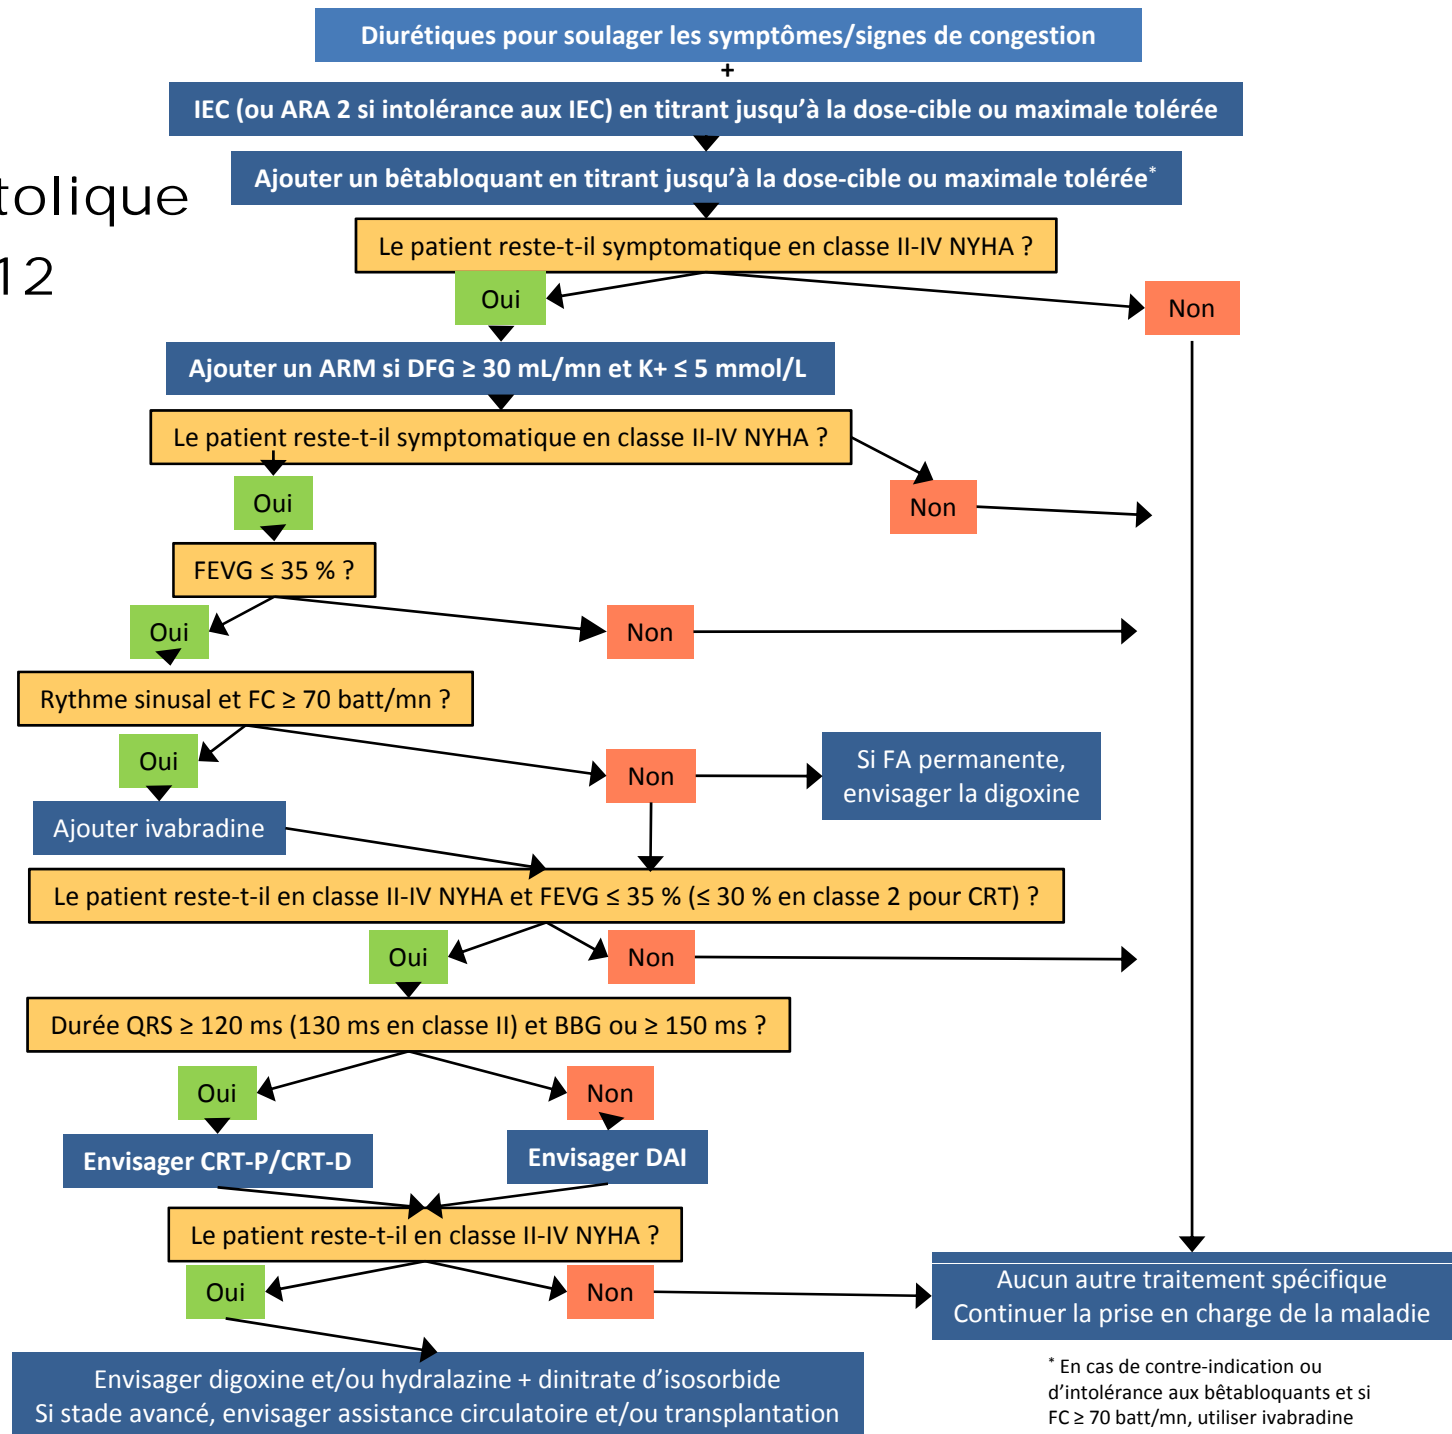 Diurétiques pour soulager les symptômes/signes de congestion
+
IEC (ou ARA 2 si intolérance aux IEC) en titrant jusqu’à la dose-cible ou maximale tolérée
Ajouter un bêtabloquant en titrant jusqu’à la dose-cible ou maximale tolérée*
tolique
12
Le patient reste-t-il symptomatique en classe II-IV NYHA ?
Oui
Non
Ajouter un ARM si DFG ≥ 30 mL/mn et K+ ≤ 5 mmol/L
Le patient reste-t-il symptomatique en classe II-IV NYHA ?
Oui
Non
FEVG ≤ 35 % ?
Oui
Non
Rythme sinusal et FC ≥ 70 batt/mn ?
Oui
Non
Si FA permanente,
envisager la digoxine
Ajouter ivabradine
Le patient reste-t-il en classe II-IV NYHA et FEVG ≤ 35 % (≤ 30 % en classe 2 pour CRT) ?
Oui
Non
Durée QRS ≥ 120 ms (130 ms en classe II) et BBG ou ≥ 150 ms ?
Oui
Non
Envisager CRT-P/CRT-D
Envisager DAI
Le patient reste-t-il en classe II-IV NYHA ?
Oui
Non
Aucun autre traitement spécifique
Continuer la prise en charge de la maladie
Envisager digoxine et/ou hydralazine + dinitrate d’isosorbide
Si stade avancé, envisager assistance circulatoire et/ou transplantation
* En cas de contre-indication ou
d’intolérance aux bêtabloquants et si
FC ≥ 70 batt/mn, utiliser ivabradine